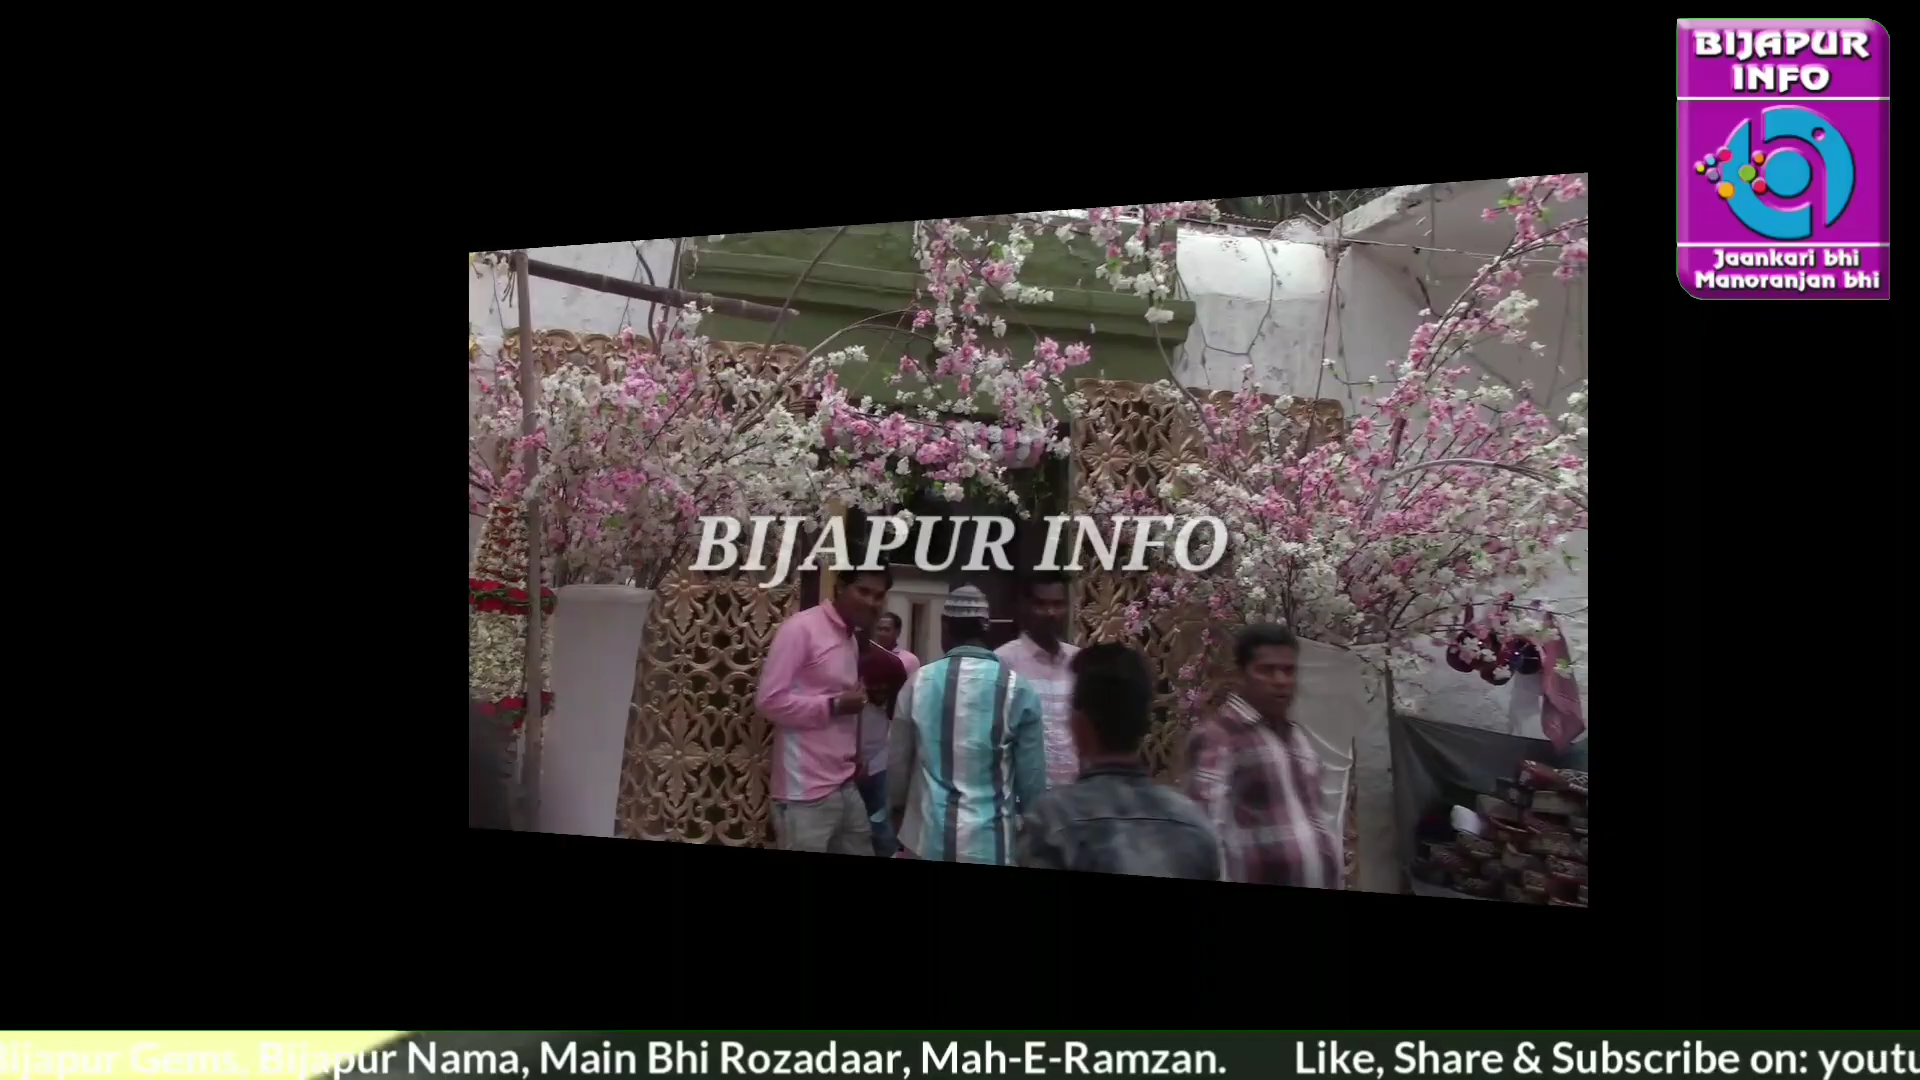 BIJAPUR
INFO
Jaankari bhi
Manoranjan bhi
BIJAPUR INFO
Bijapur Gems, Bijapur Nama, Main Bhi Rozadaar, Mah-E-Ramzan. Like, Share & Subscribe on: youtu